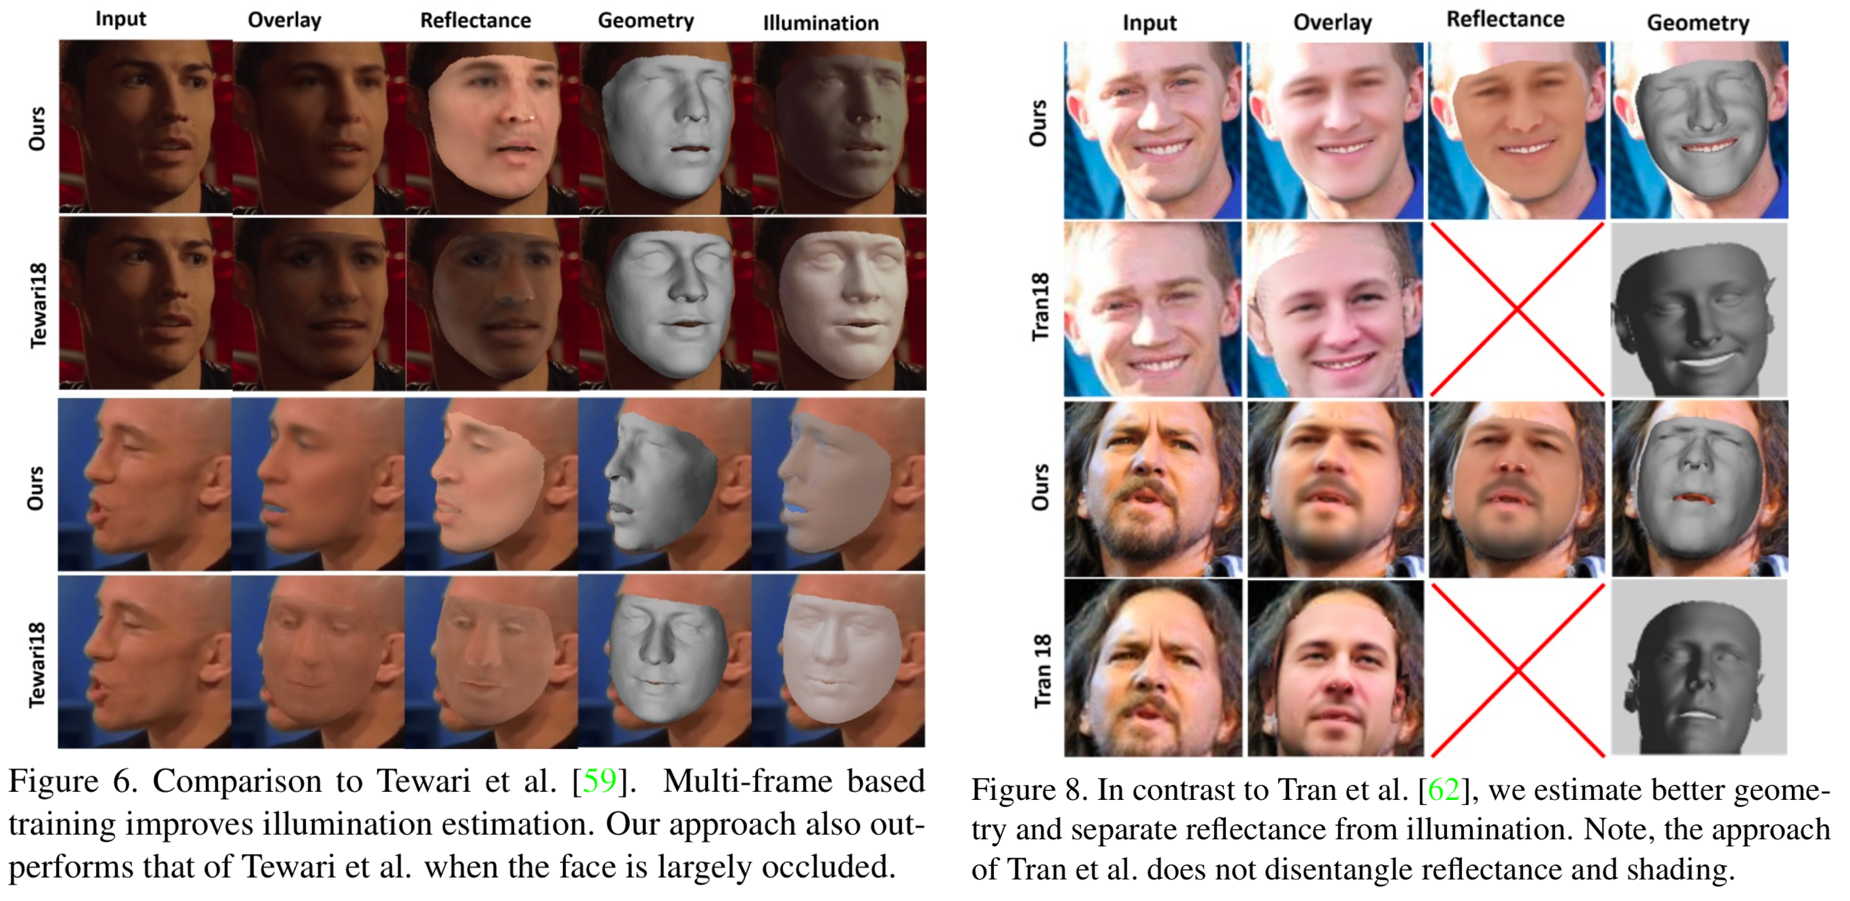 Input Overlay Reflectance Geometry Illumination
Ours
Tewari18
Ours
Tewari18
Figure 6. Comparison to Tewari et al. [59]. Multi-frame based
training improves illumination estimation. Our approach also out-
performs that of Tewari et al. when the face is largely occluded.
Input Overlay Reflectance Geometry
Ours
Tran18
Ours
Tran 18
Figure 8. In contrast to Tran et al. [62], we estimate better geome-
try and separate reflectance from illumination. Note, the approach
of Tran et al. does not disentangle reflectance and shading.